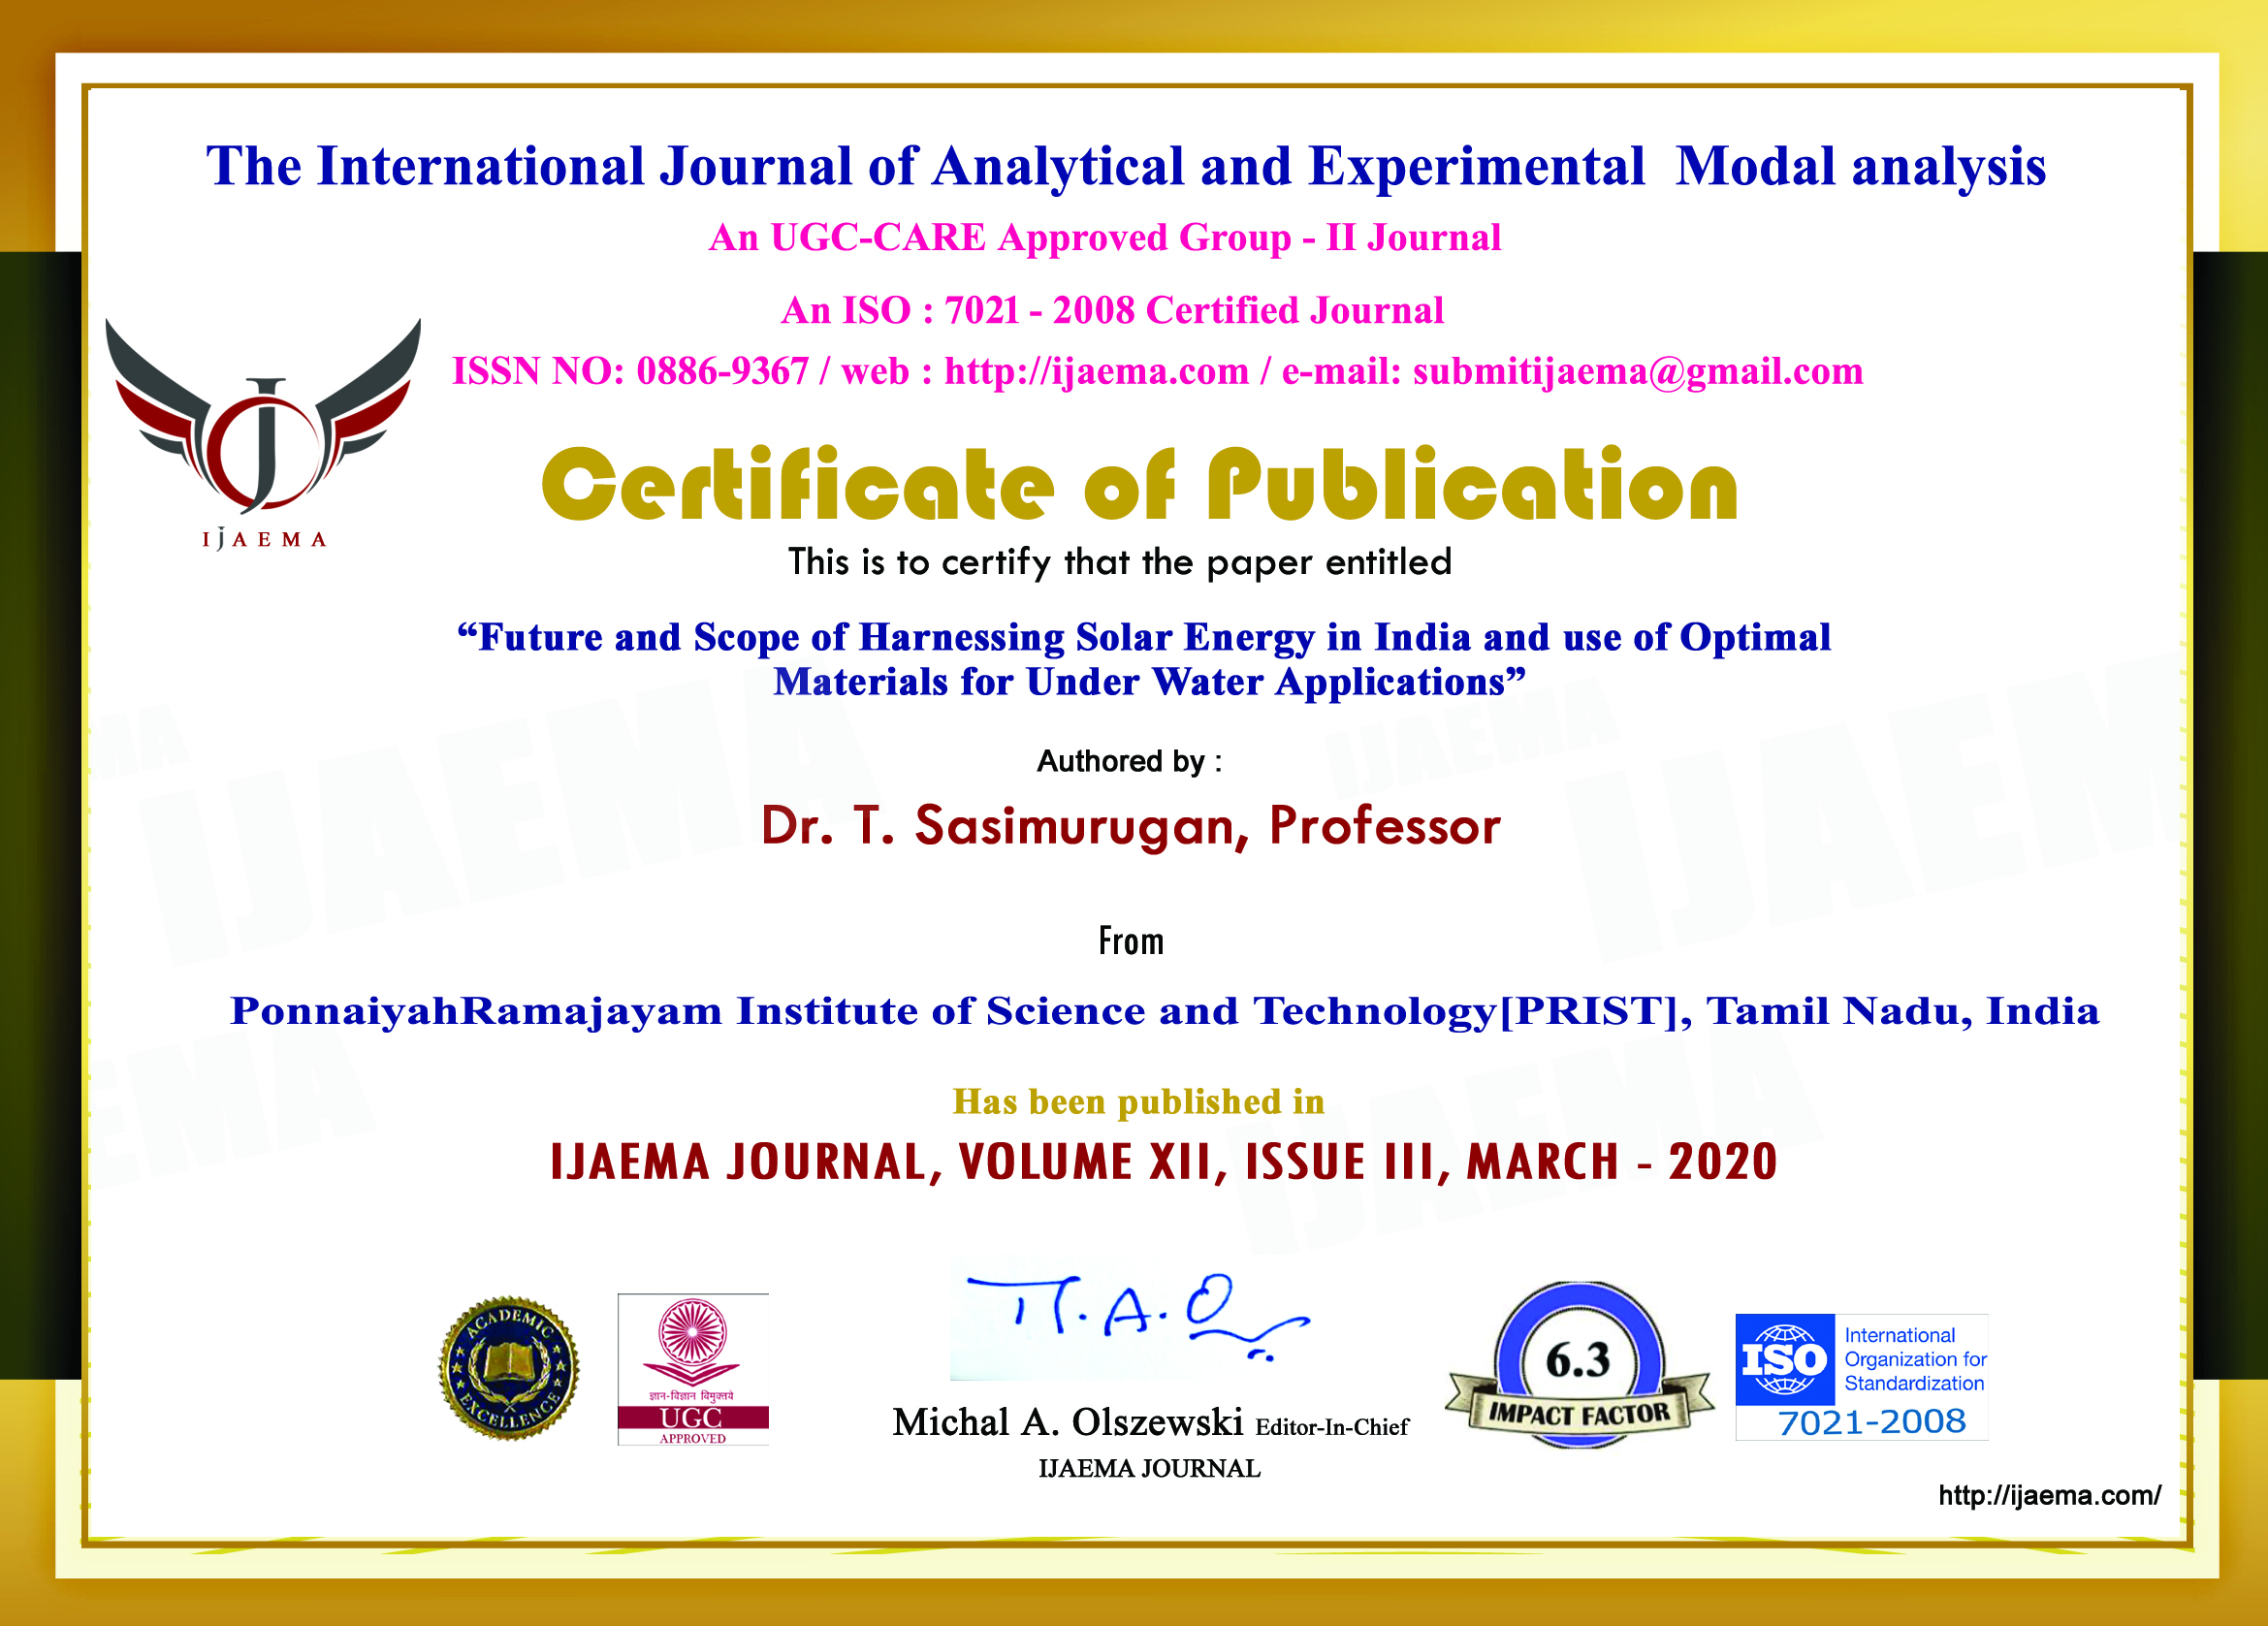 The International Journal of Analytical and Experimental Modal analysis
An UGC-CARE Approved Group - II Journal
An ISO : 7021 - 2008 Certified Journal
ISSN NO: 0886-9367 / web : http://ijaema.com / e-mail: submitijaema@gmail.com
IJAEMA
Certificate of Publication
This is to certify that the paper entitled
“Future and Scope of Harnessing Solar Energy in India and use of Optimal
Materials for Under Water Applications”
Authored by :
Dr. T. Sasimurugan, Professor
From
PonnaiyahRamajayam Institute of Science and Technology[PRIST], Tamil Nadu, India
Has been published in
IJAEMA JOURNAL, VOLUME XII, ISSUE III, MARCH - 2020
ACADEMIC
EXCELLENCE
ज्ञान-विज्ञान विमुक्तये
UGC
APPROVED
M.A.O
Michal A. Olszewski Editor-In-Chief
IJAEMA JOURNAL
6.3
IMPACT FACTOR
ISO
International
Organization for
Standardization
7021-2008
http://ijaema.com/
IJAEMA
IJAEMA
IJAEM
EMA
IJAEMA